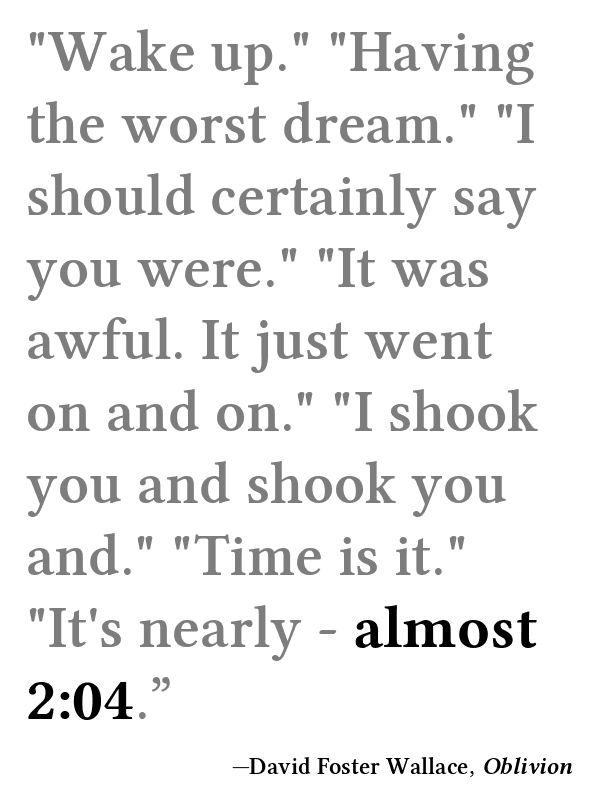 "Wake up." "Having
the worst dream." "I
should certainly say
you were." "It was
awful. It just went
on and on." "I shook
you and shook you
and." "Time is it."
"It's nearly - almost
2:04.”
—David Foster Wallace, Oblivion